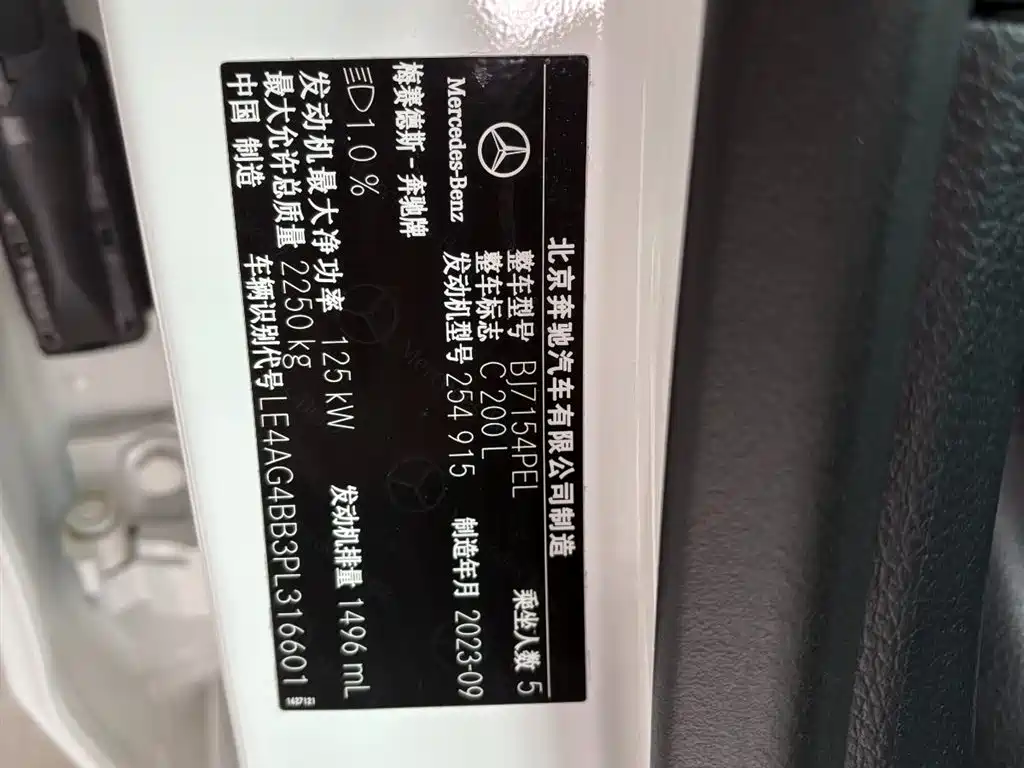 北京奔驰汽车有限公司制造
Mercedes-Benz
梅赛德斯-奔驰牌
整车型号 BJ7154PEL 乘坐人数 5
整车标志 C 200 L
发动机型号 254 915 制造年月 2023-09
1.0 %
发动机最大净功率 125 kW 发动机排量 1496 mL
最大允许总质量 2250 kg
中国 制造 车辆识别代号 LE4AG4BB3PL316601
1437121